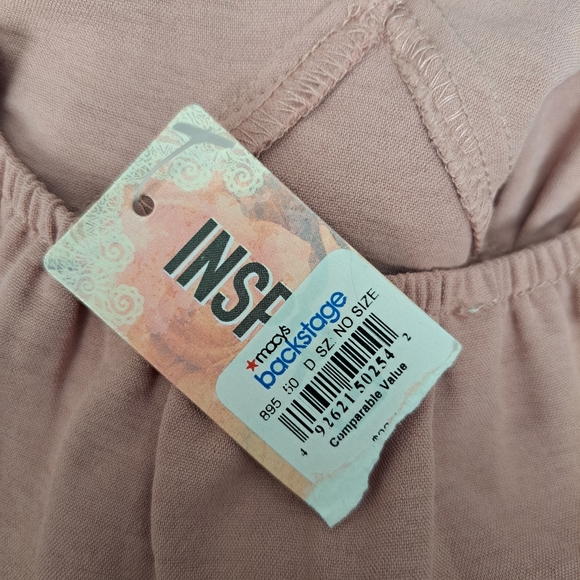 INSP
macy's
backstage
895 50 D SZ: NO SIZE
4 92621 50254 2
Comparable Value